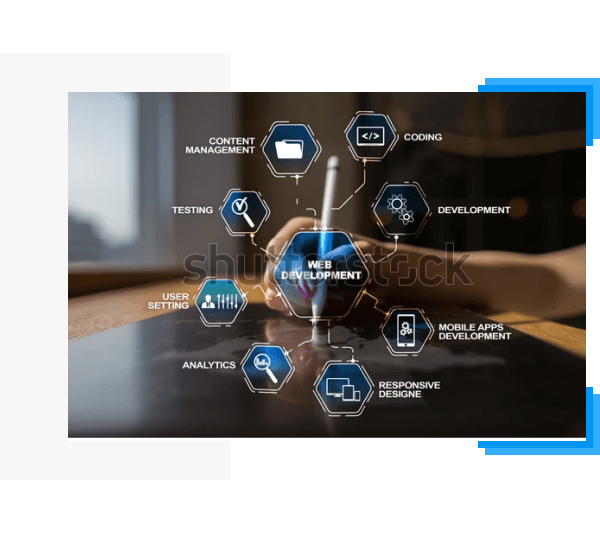 CONTENT
MANAGEMENT
</>
CODING
TESTING
DEVELOPMENT
shutterstock
WEB
DEVELOPMENT
USER
SETTING
MOBILE APPS
DEVELOPMENT
ANALYTICS
RESPONSIVE
DESIGNE